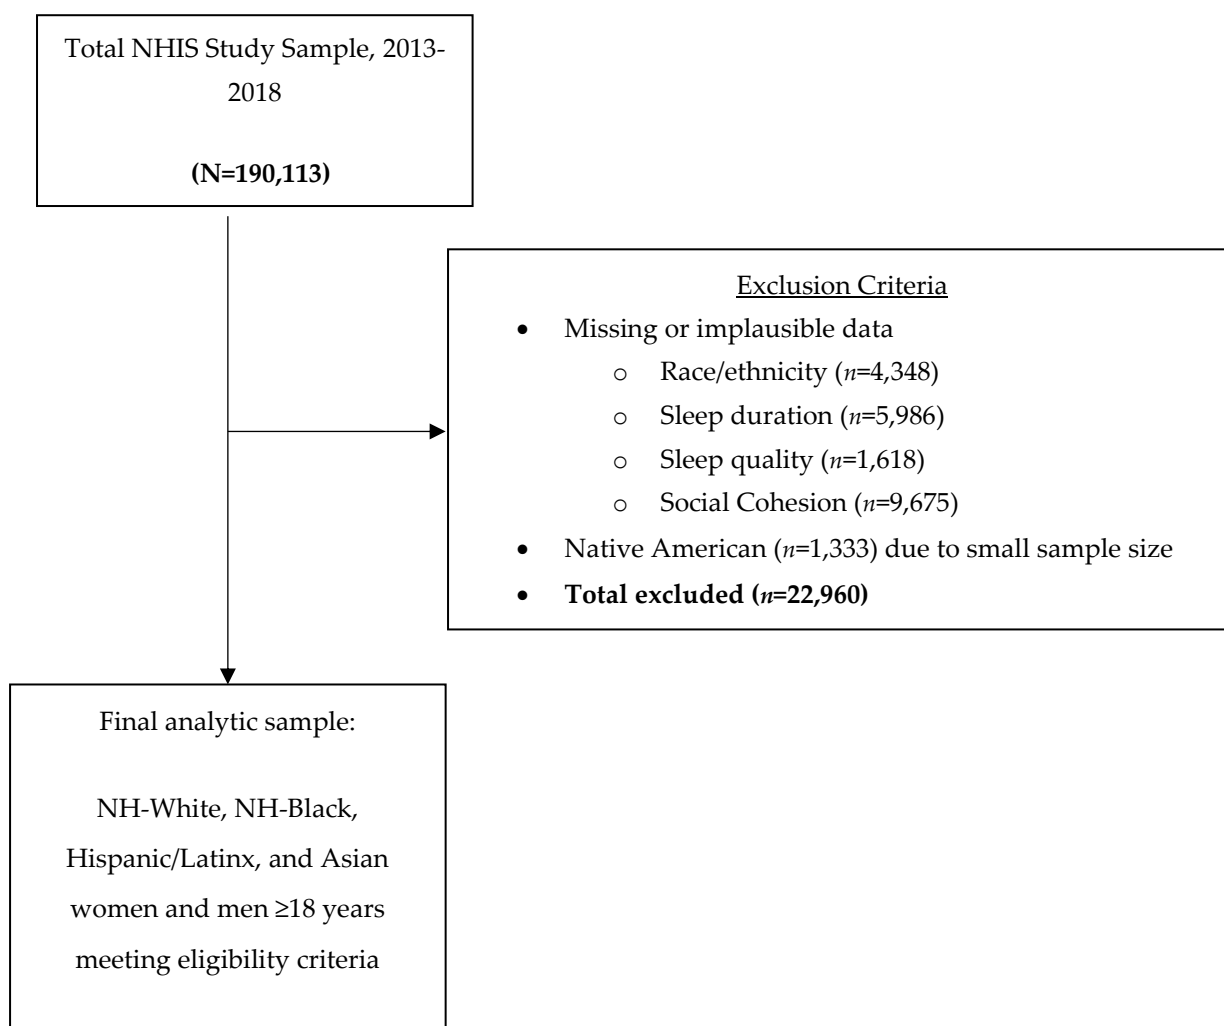 Total NHIS Study Sample, 2013-
2018
(N=190,113)
Exclusion Criteria
• Missing or implausible data
o Race/ethnicity (n=4,348)
o Sleep duration (n=5,986)
o Sleep quality (n=1,618)
o Social Cohesion (n=9,675)
• Native American (n=1,333) due to small sample size
• Total excluded (n=22,960)
Final analytic sample:
NH-White, NH-Black,
Hispanic/Latinx, and Asian
women and men ≥18 years
meeting eligibility criteria